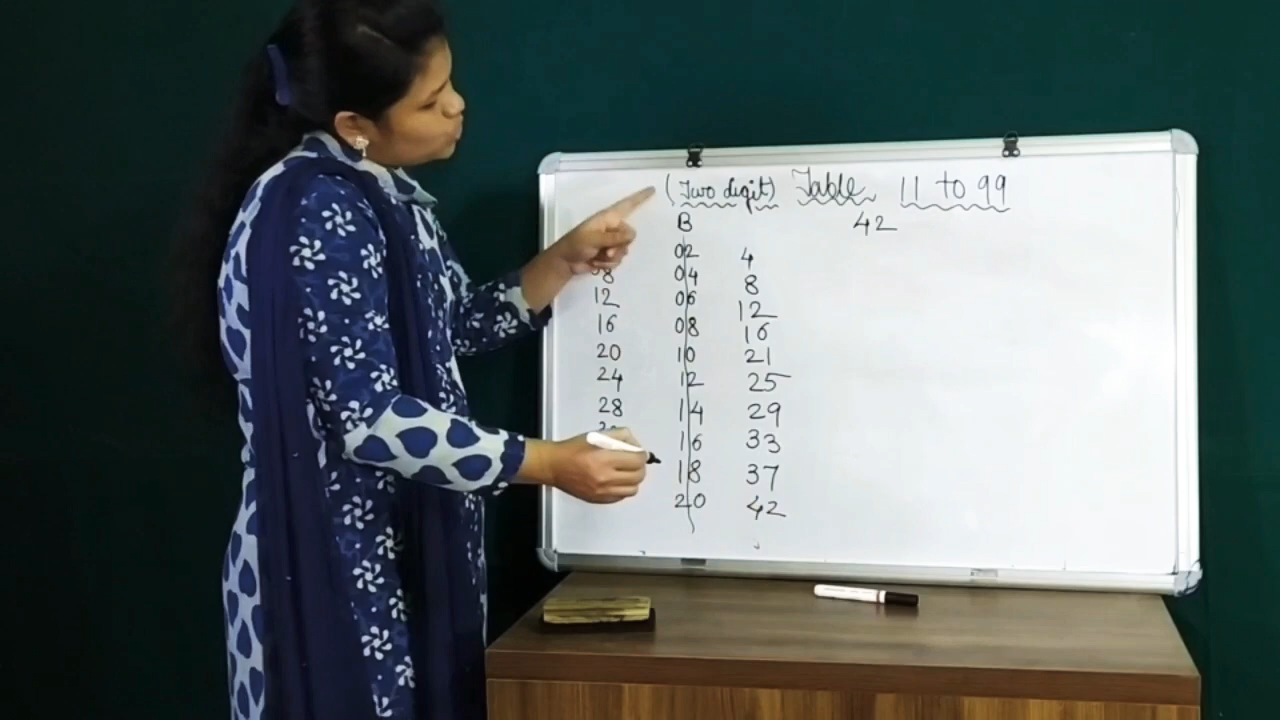 (Two digit) Table 11 to 99
B 42
02 4
8 04 8
12 06 12
16 08 16
20 10 21
24 12 25
28 14 29
16 33
18 37
20 42